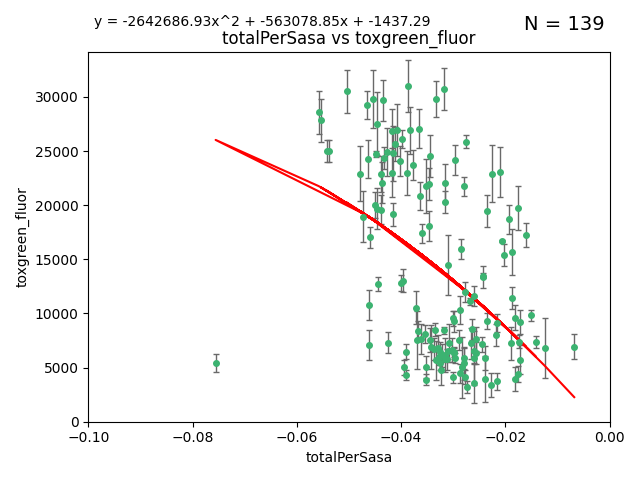 y = -2642686.93x^2 + -563078.85x + -1437.29
N = 139
totalPerSasa vs toxgreen_fluor
toxgreen_fluor
30000
25000
20000
15000
10000
5000
0
−0.10
−0.08
−0.06
−0.04
−0.02
0.00
totalPerSasa